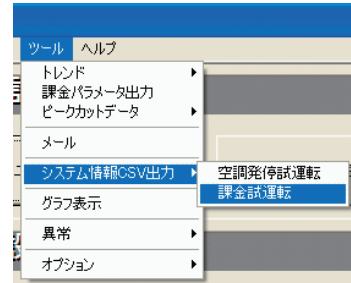 ツール ヘルプ
トレンド
課金パラメータ出力
ピークカットデータ
メール
システム情報CSV出力
空調発停試運転
課金試運転
グラフ表示
異常
オプション